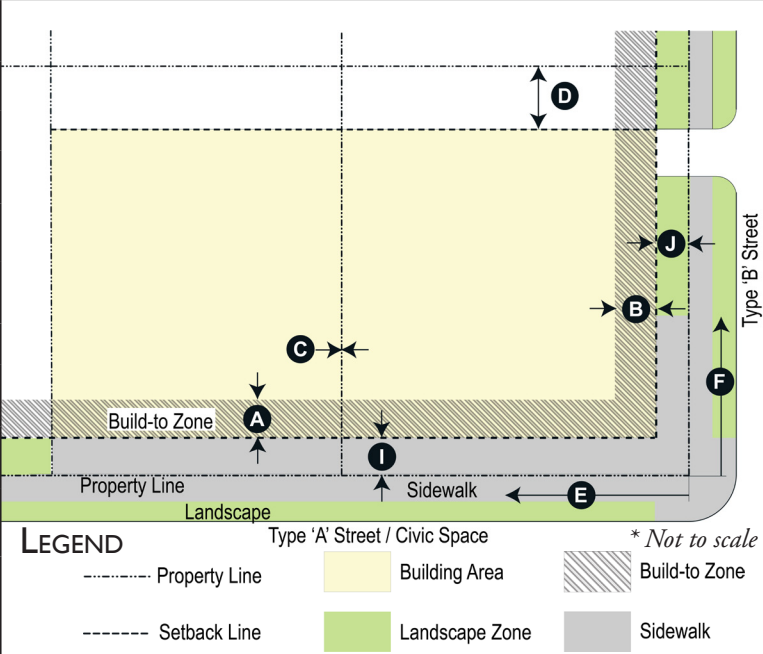 D
Type 'B' Street
J
B
C
F
A
Build-to Zone
I
Property Line
Sidewalk
E
Landscape
Type 'A' Street / Civic Space
LEGEND
* Not to scale
Property Line
Building Area
Build-to Zone
Setback Line
Landscape Zone
Sidewalk